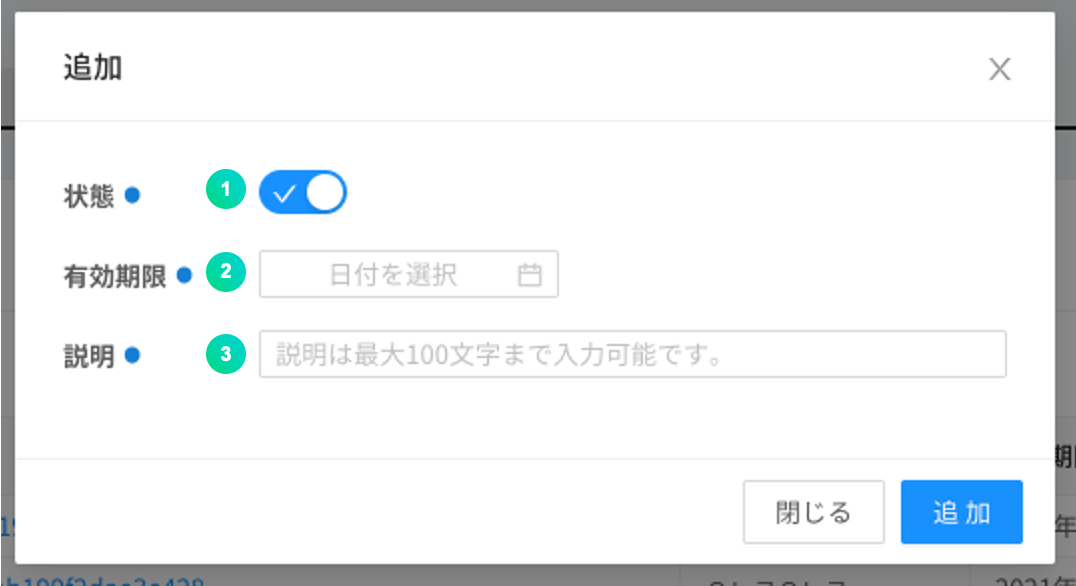 追加
状態 1
有効期限 2 日付を選択
説明 3 説明は最大100文字まで入力可能です。
閉じる 追加